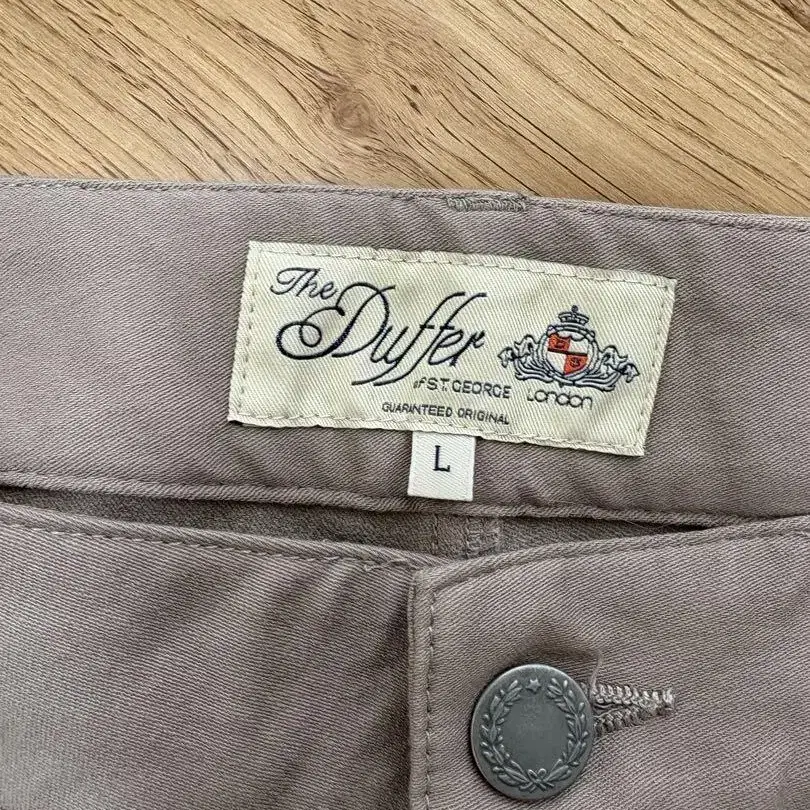 The
Duffer
of ST. GEORGE
London
GUARANTEED ORIGINAL
L